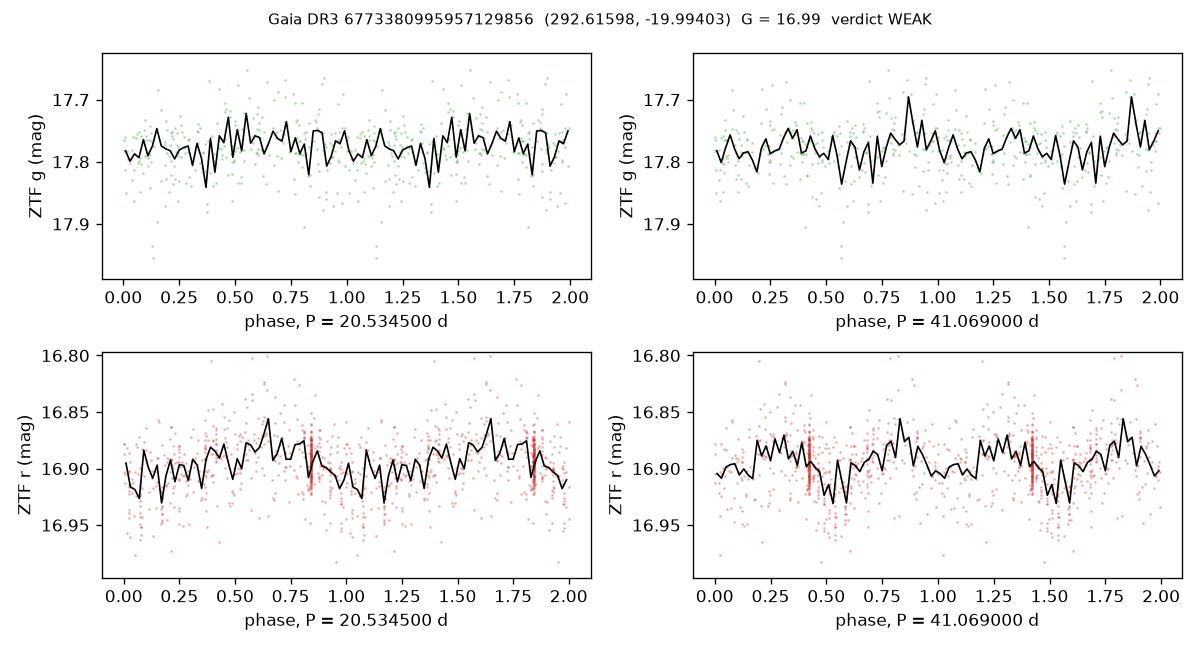 Gaia DR3 6773380995957129856  (292.61598, -19.99403)  G = 16.99  verdict WEAK
ZTF g (mag)
17.7
17.8
17.9
0.00 0.25 0.50 0.75 1.00 1.25 1.50 1.75 2.00
phase, P = 20.534500 d
ZTF g (mag)
17.7
17.8
17.9
0.00 0.25 0.50 0.75 1.00 1.25 1.50 1.75 2.00
phase, P = 41.069000 d
ZTF r (mag)
16.80
16.85
16.90
16.95
0.00 0.25 0.50 0.75 1.00 1.25 1.50 1.75 2.00
phase, P = 20.534500 d
ZTF r (mag)
16.80
16.85
16.90
16.95
0.00 0.25 0.50 0.75 1.00 1.25 1.50 1.75 2.00
phase, P = 41.069000 d